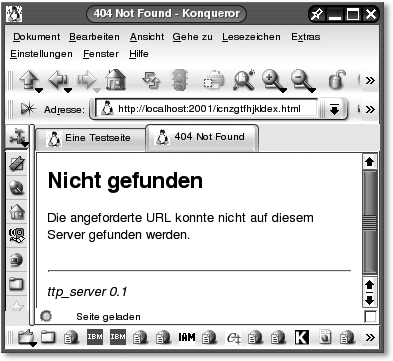 404 Not Found - Konqueror
Dokument Bearbeiten Ansicht Gehe zu Lesezeichen Extras
Einstellungen Fenster Hilfe
Adresse: http://localhost:2001/icnzgtfhjkldex.html
Eine Testseite 404 Not Found
Nicht gefunden
Die angeforderte URL konnte nicht auf diesem
Server gefunden werden.
ttp_server 0.1
Seite geladen
IBM IBM IAM K